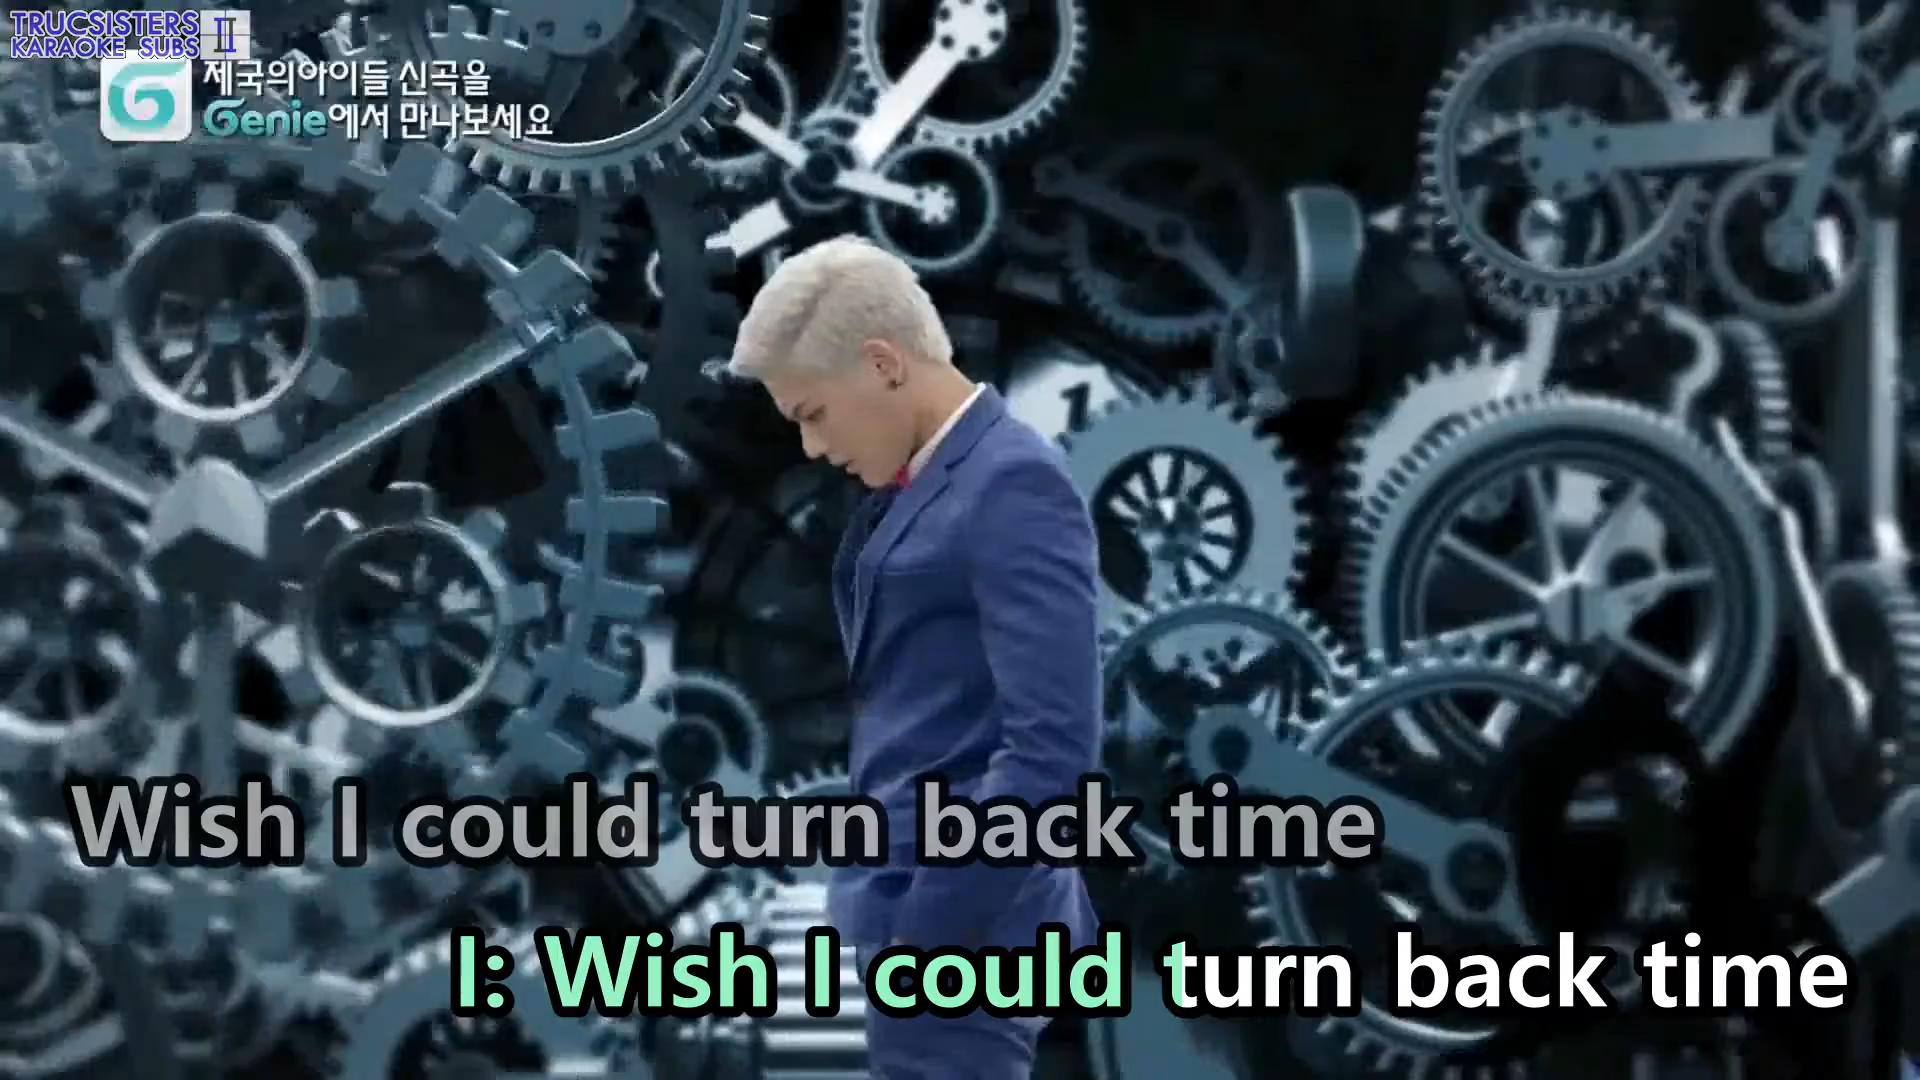 TRUCSISTERS II
KARAOKE SUBS
제국의아이들 신곡을
Genie에서 만나보세요
1
Wish I could turn back time
I: Wish I could turn back time